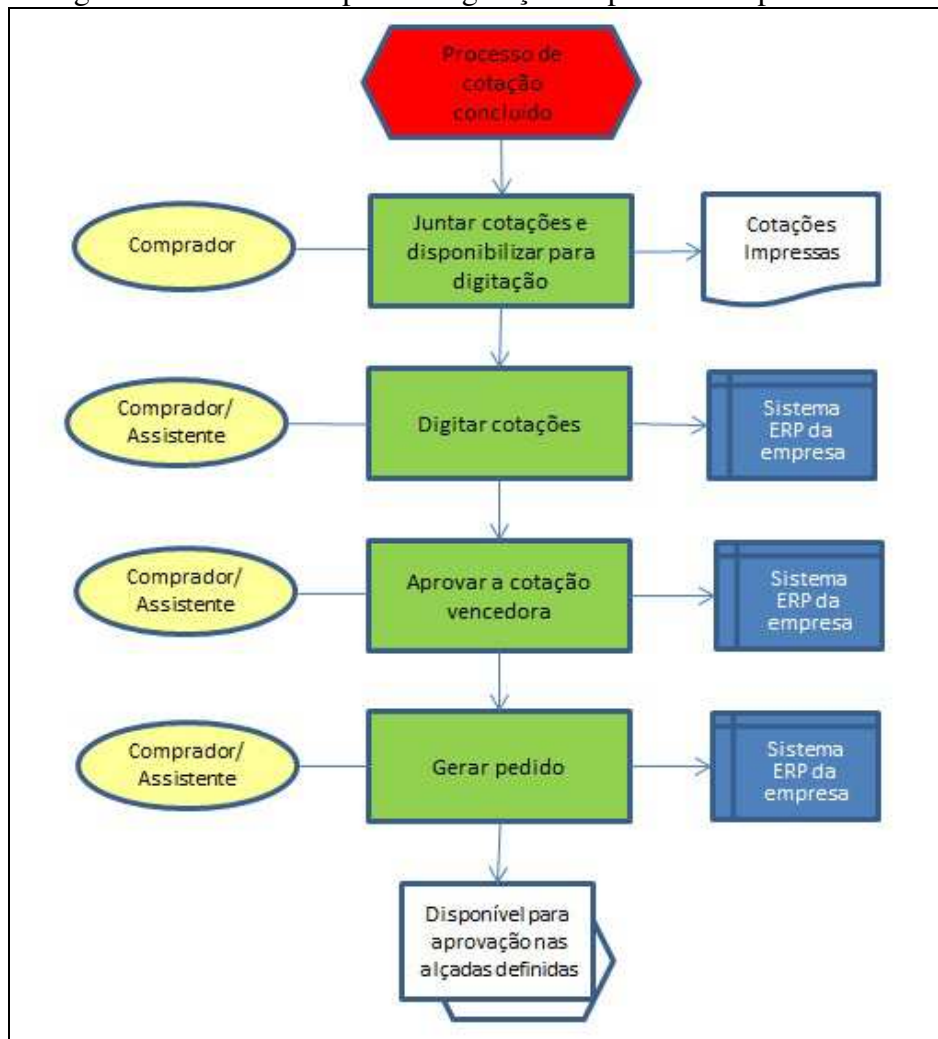 Processo de
cotação
concluído
Comprador
Juntar cotações e
disponibilizar para
digitação
Cotações
Impressas
Comprador/
Assistente
Digitar cotações
Sistema
ERP da
empresa
Comprador/
Assistente
Aprovar a cotação
vencedora
Sistema
ERP da
empresa
Comprador/
Assistente
Gerar pedido
Sistema
ERP da
empresa
Disponível para
aprovação nas
alçadas definidas